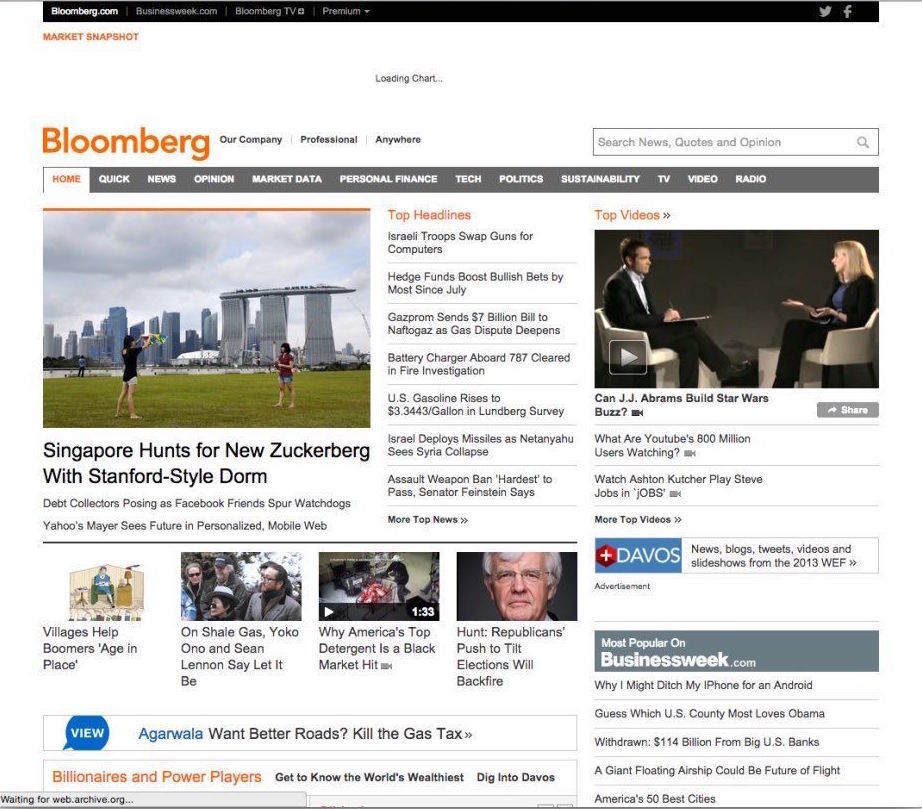 Bloomberg.com | Businessweek.com | Bloomberg TV | Premium
MARKET SNAPSHOT
Loading Chart...
Bloomberg
Our Company | Professional | Anywhere
Search News, Quotes and Opinion
HOME QUICK NEWS OPINION MARKET DATA PERSONAL FINANCE TECH POLITICS SUSTAINABILITY TV VIDEO RADIO
Singapore Hunts for New Zuckerberg
With Stanford-Style Dorm
Debt Collectors Posing as Facebook Friends Spur Watchdogs
Yahoo's Mayer Sees Future in Personalized, Mobile Web
Top Headlines
Israeli Troops Swap Guns for
Computers
Hedge Funds Boost Bullish Bets by
Most Since July
Gazprom Sends $7 Billion Bill to
Naftogaz as Gas Dispute Deepens
Battery Charger Aboard 787 Cleared
in Fire Investigation
U.S. Gasoline Rises to
$3.3443/Gallon in Lundberg Survey
Israel Deploys Missiles as Netanyahu
Sees Syria Collapse
Assault Weapon Ban 'Hardest' to
Pass, Senator Feinstein Says
More Top News »
Top Videos »
Can J.J. Abrams Build Star Wars
Buzz?
Share
What Are Youtube's 800 Million
Users Watching?
Watch Ashton Kutcher Play Steve
Jobs in `jOBS'
More Top Videos »
DAVOS
News, blogs, tweets, videos and
slideshows from the 2013 WEF »
Advertisement
1:33
Villages Help
Boomers 'Age in
Place'
On Shale Gas, Yoko
Ono and Sean
Lennon Say Let It
Be
Why America's Top
Detergent Is a Black
Market Hit
Hunt: Republicans'
Push to Tilt
Elections Will
Backfire
Most Popular On
Businessweek.com
Why I Might Ditch My IPhone for an Android
Guess Which U.S. County Most Loves Obama
Withdrawn: $114 Billion From Big U.S. Banks
A Giant Floating Airship Could Be Future of Flight
America's 50 Best Cities
VIEW
Agarwala Want Better Roads? Kill the Gas Tax »
Billionaires and Power Players Get to Know the World's Wealthiest Dig Into Davos
Waiting for web.archive.org...